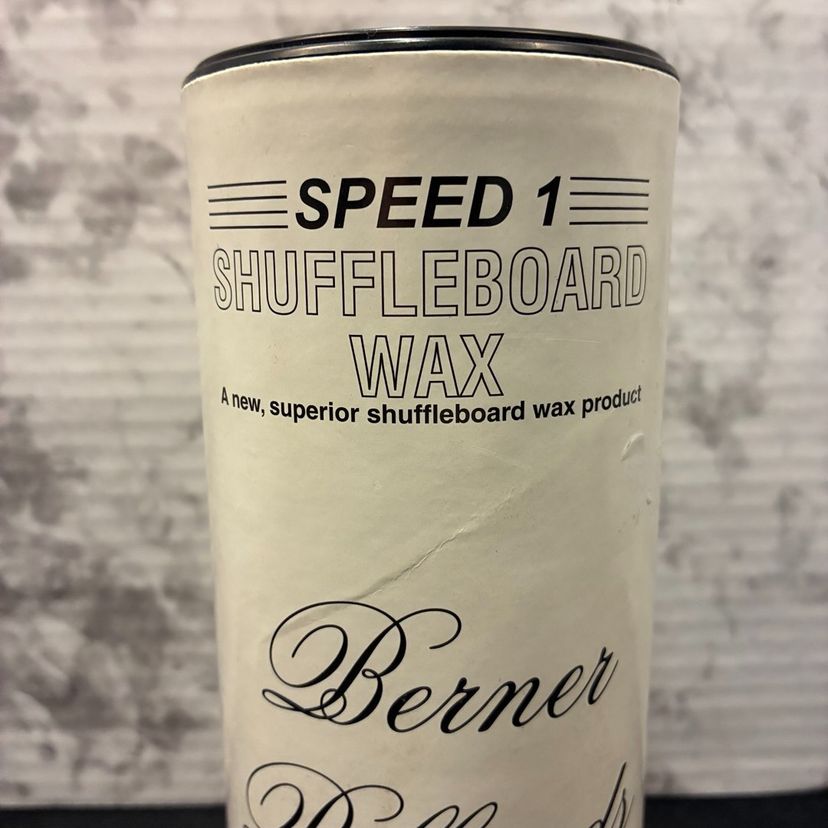 SPEED 1
SHUFFLEBOARD
WAX
A new, superior shuffleboard wax product
Berner